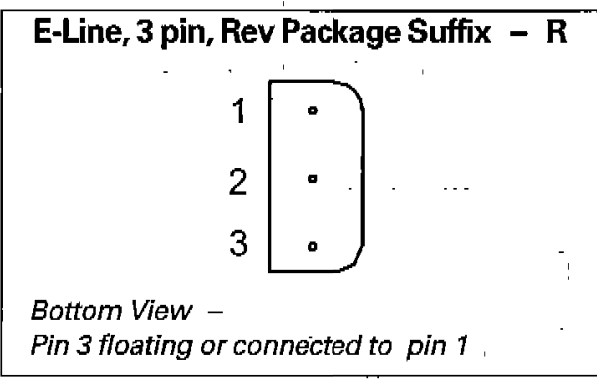 E-Line, 3 pin, Rev Package Suffix – R
1
2
3
Bottom View –
Pin 3 floating or connected to pin 1